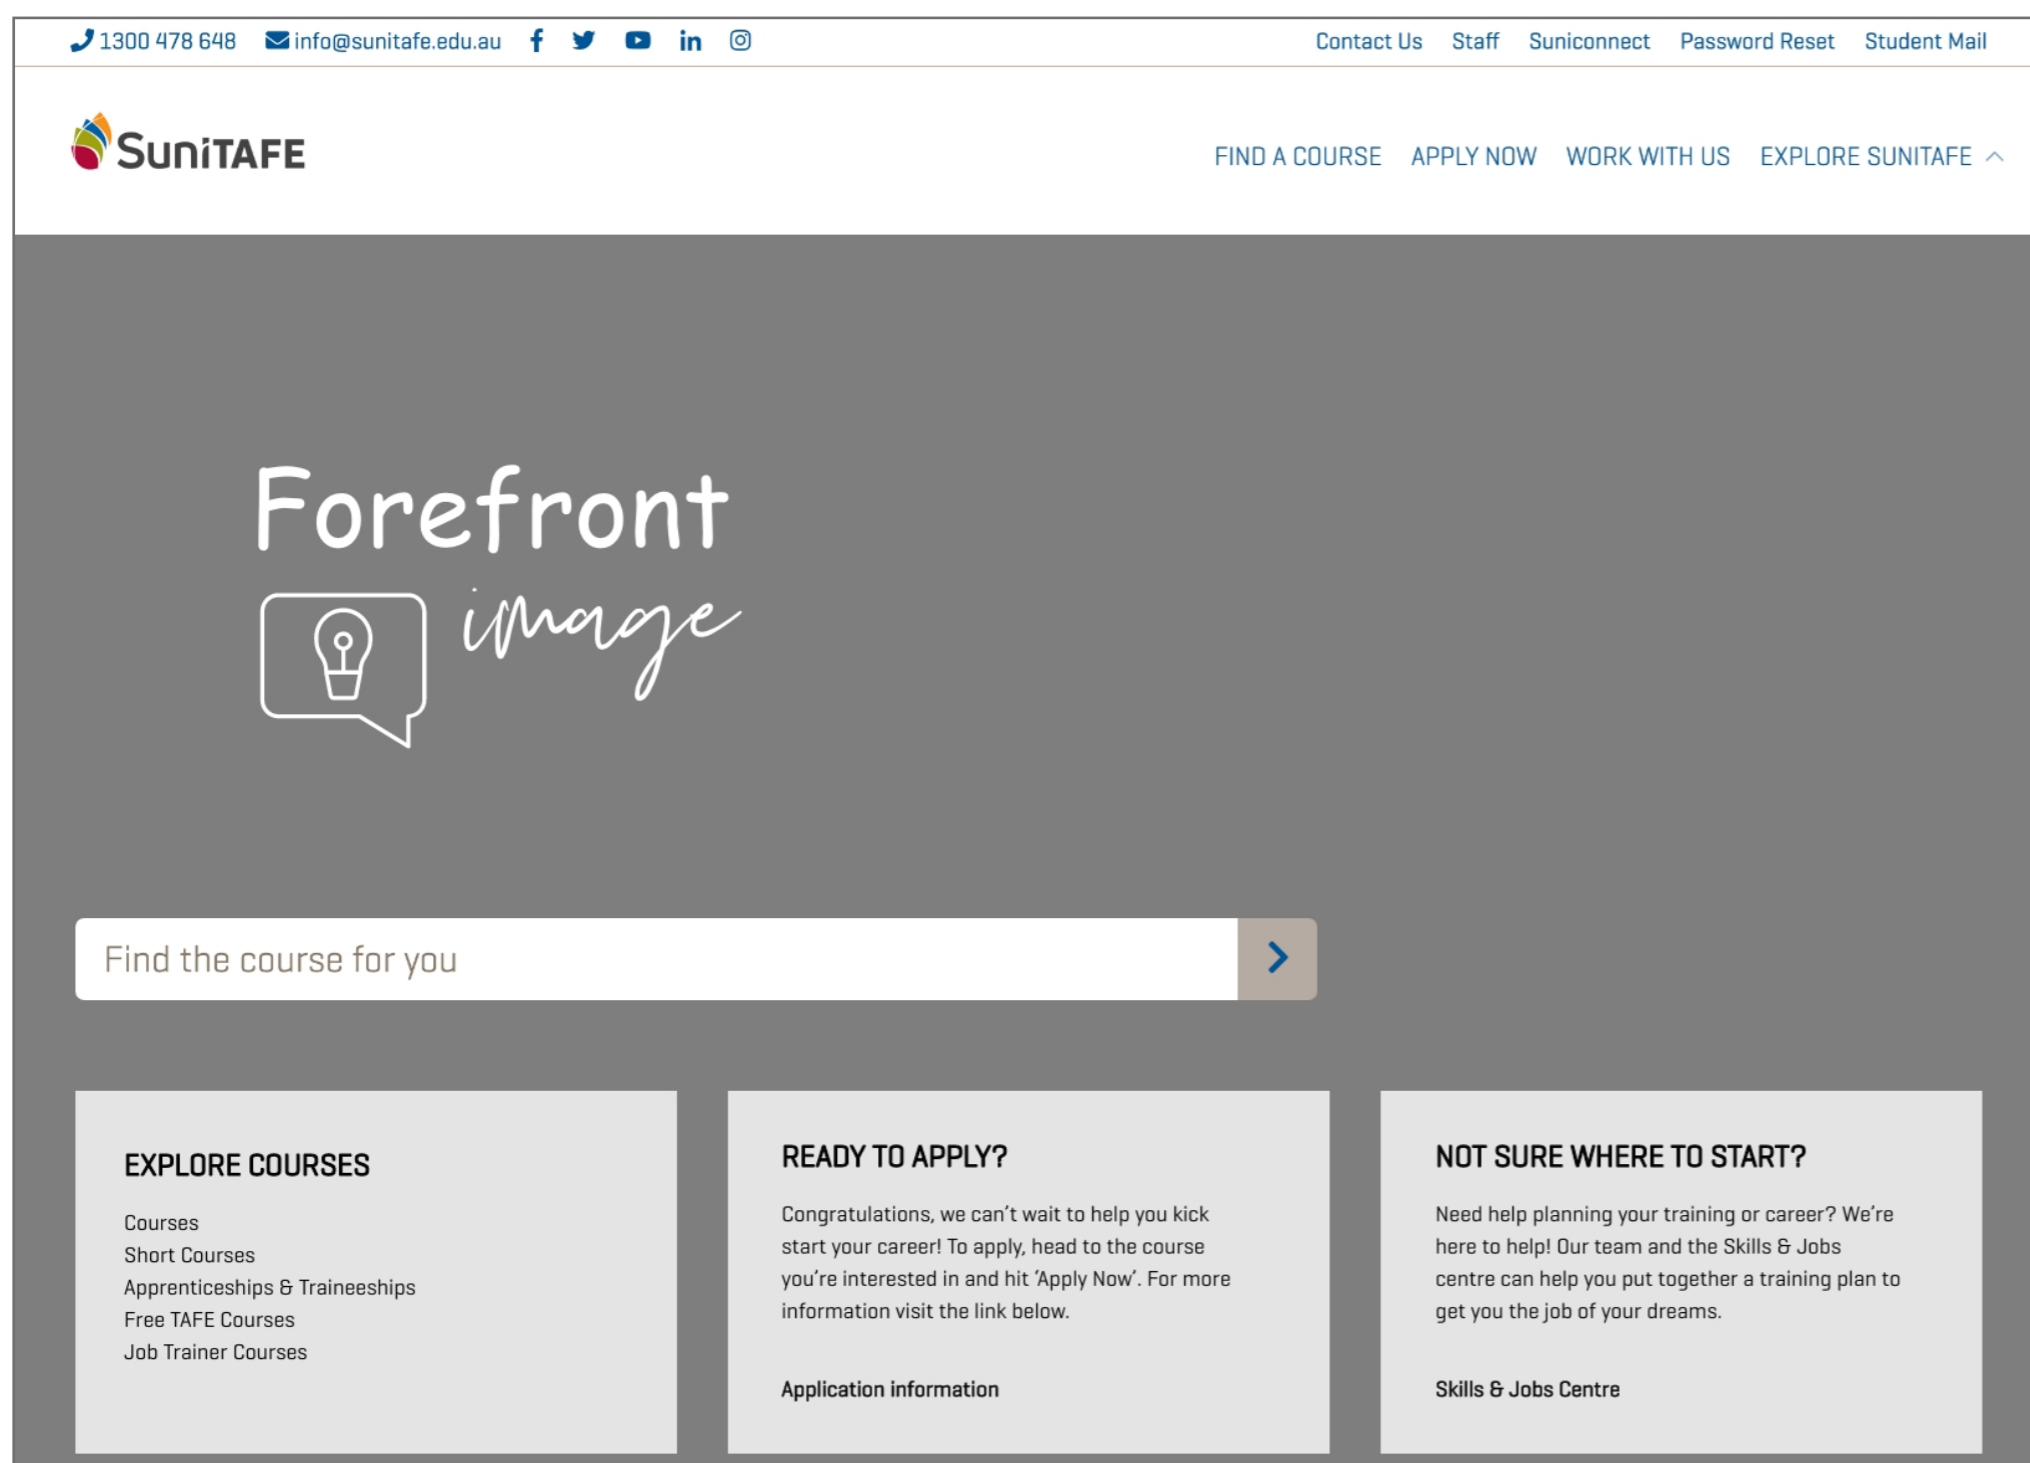 1300 478 648 info@sunitafe.edu.au Contact Us Staff Suniconnect Password Reset Student Mail
SuniTAFE
FIND A COURSE APPLY NOW WORK WITH US EXPLORE SUNITAFE
Forefront
image
Find the course for you
EXPLORE COURSES
Courses
Short Courses
Apprenticeships & Traineeships
Free TAFE Courses
Job Trainer Courses
READY TO APPLY?
Congratulations, we can't wait to help you kick
start your career! To apply, head to the course
you're interested in and hit ‘Apply Now’. For more
information visit the link below.
Application information
NOT SURE WHERE TO START?
Need help planning your training or career? We're
here to help! Our team and the Skills & Jobs
centre can help you put together a training plan to
get you the job of your dreams.
Skills & Jobs Centre